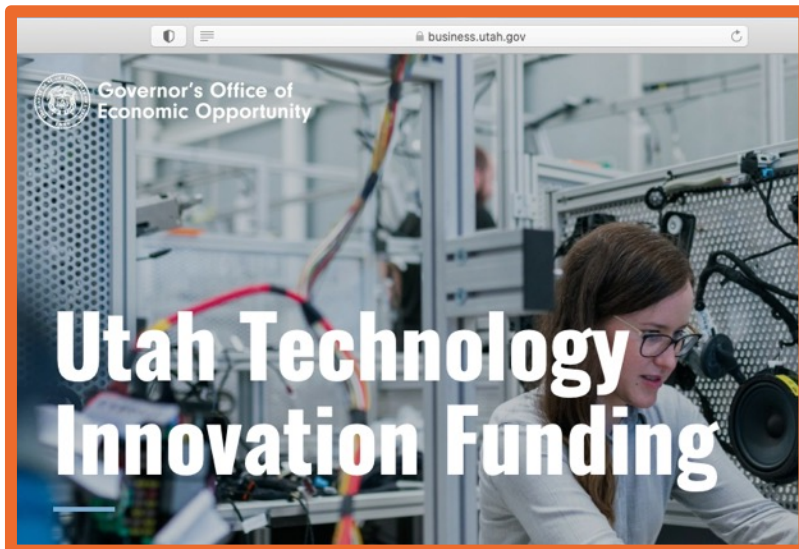 business.utah.gov
Governor's Office of
Economic Opportunity
Utah Technology
Innovation Funding